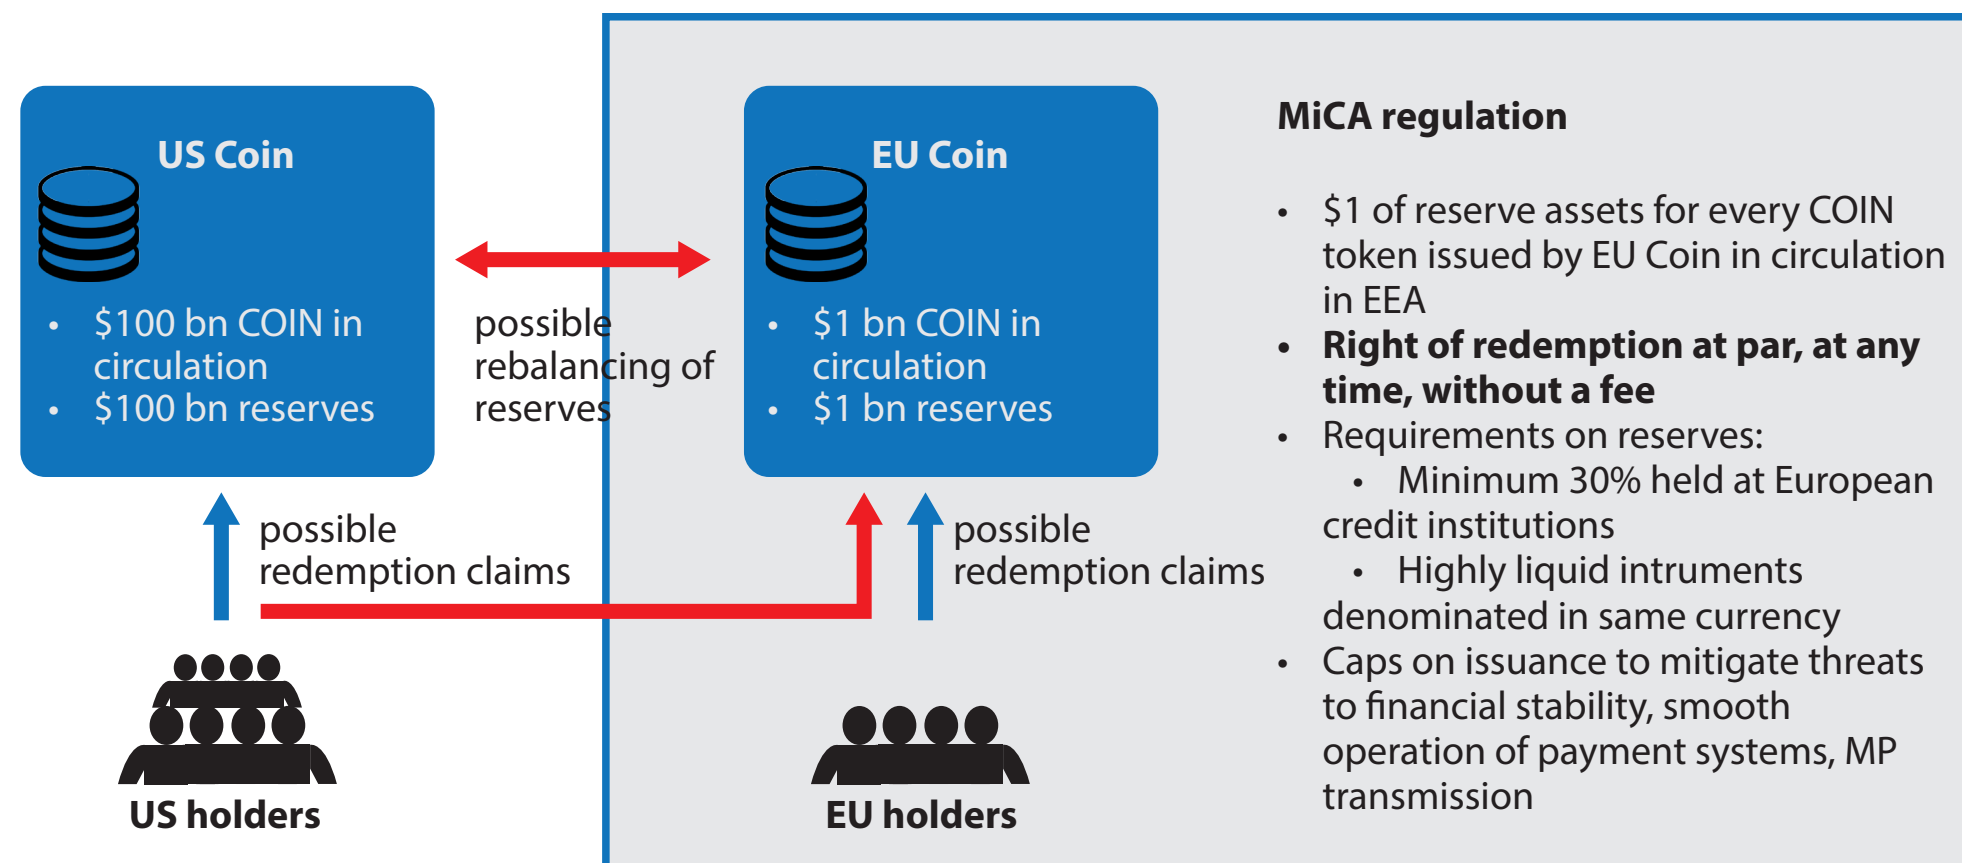 US Coin
• $100 bn COIN in
circulation
• $100 bn reserves
possible
rebalancing of
reserves
EU Coin
• $1 bn COIN in
circulation
• $1 bn reserves
possible
redemption claims
possible
redemption claims
US holders
EU holders
MiCA regulation
• $1 of reserve assets for every COIN
token issued by EU Coin in circulation
in EEA
• Right of redemption at par, at any
time, without a fee
• Requirements on reserves:
• Minimum 30% held at European
credit institutions
• Highly liquid intruments
denominated in same currency
• Caps on issuance to mitigate threats
to financial stability, smooth
operation of payment systems, MP
transmission